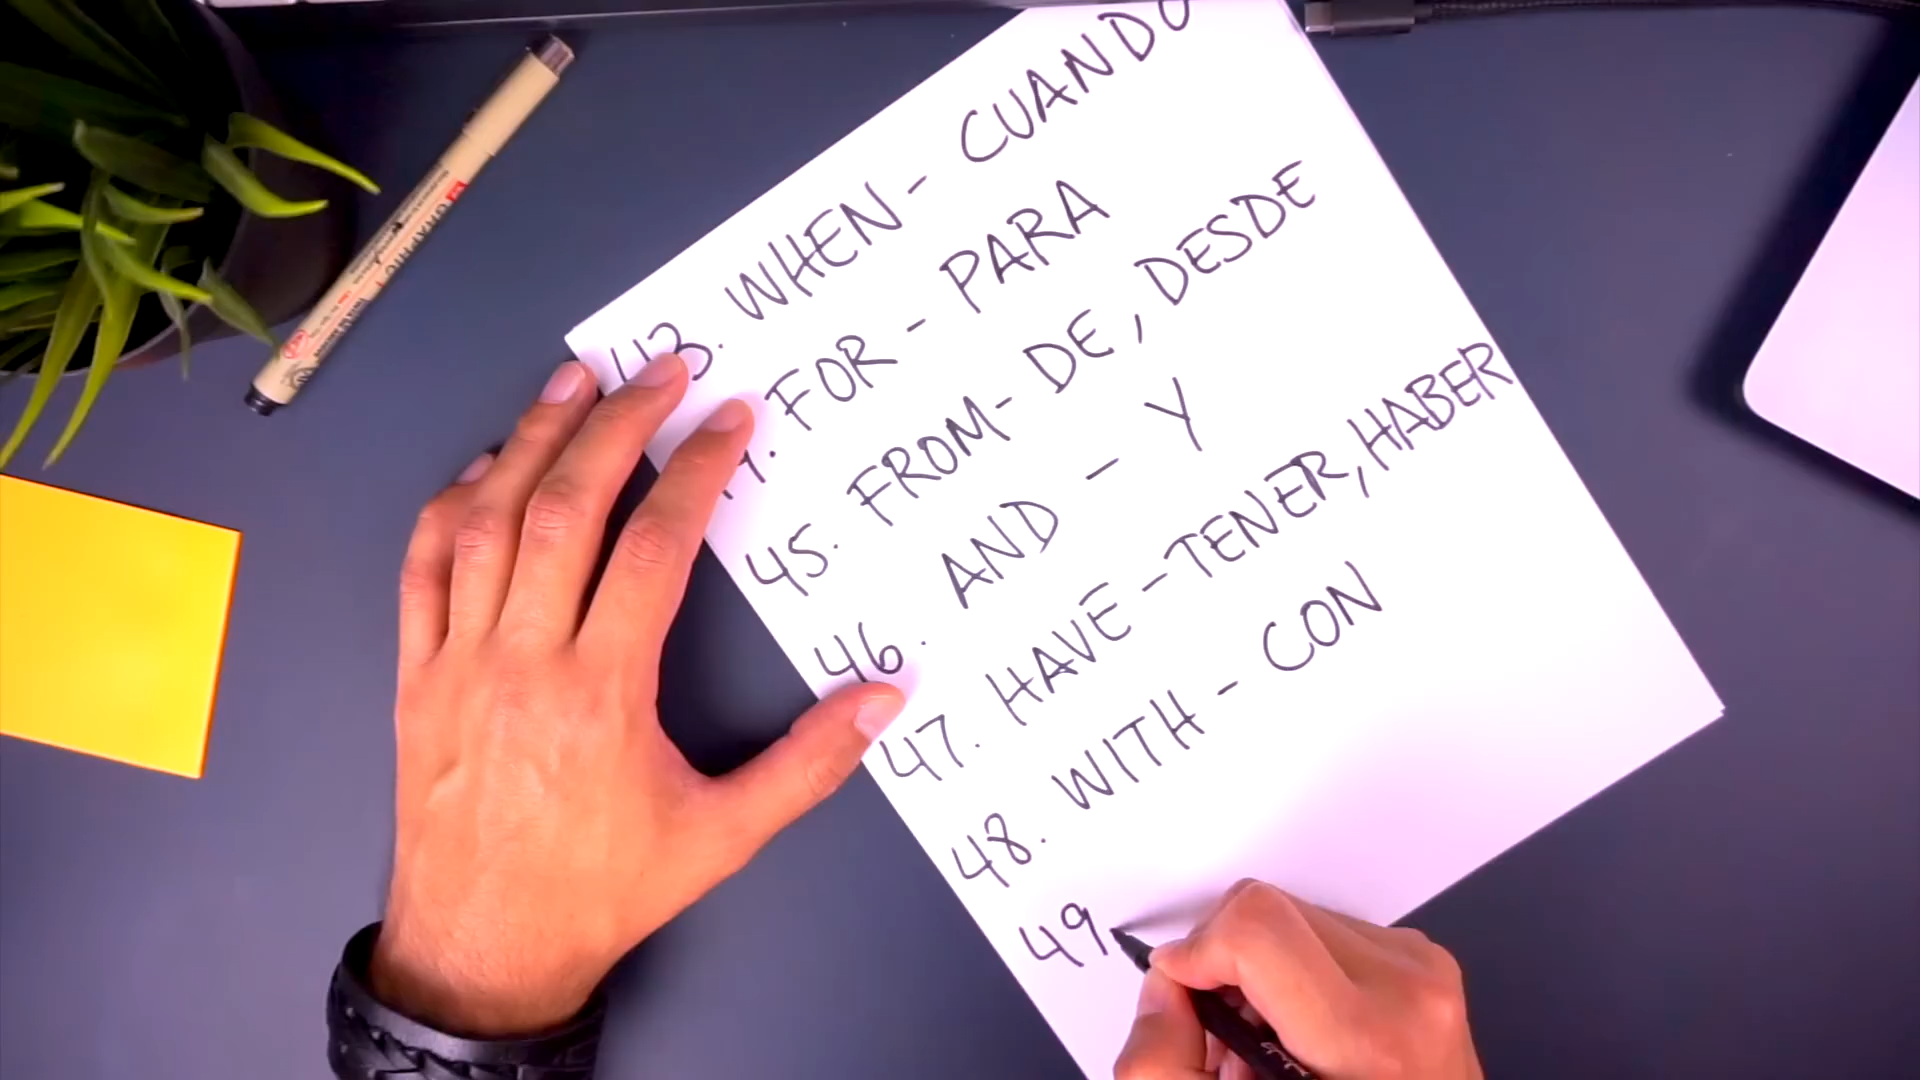 43. WHEN - CUANDO
FOR - PARA
45. FROM - DE, DESDE
46. AND - Y
47. HAVE - TENER, HABER
48. WITH - CON
49